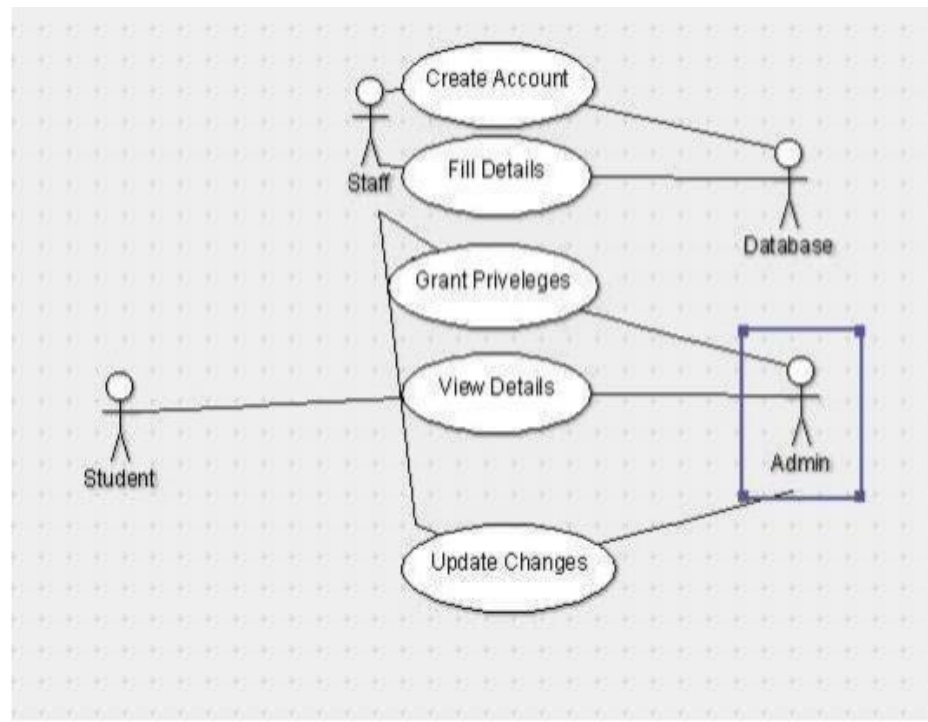 Create Account
Staff
Fill Details
Database
Grant Priveleges
View Details
Student
Admin
Update Changes